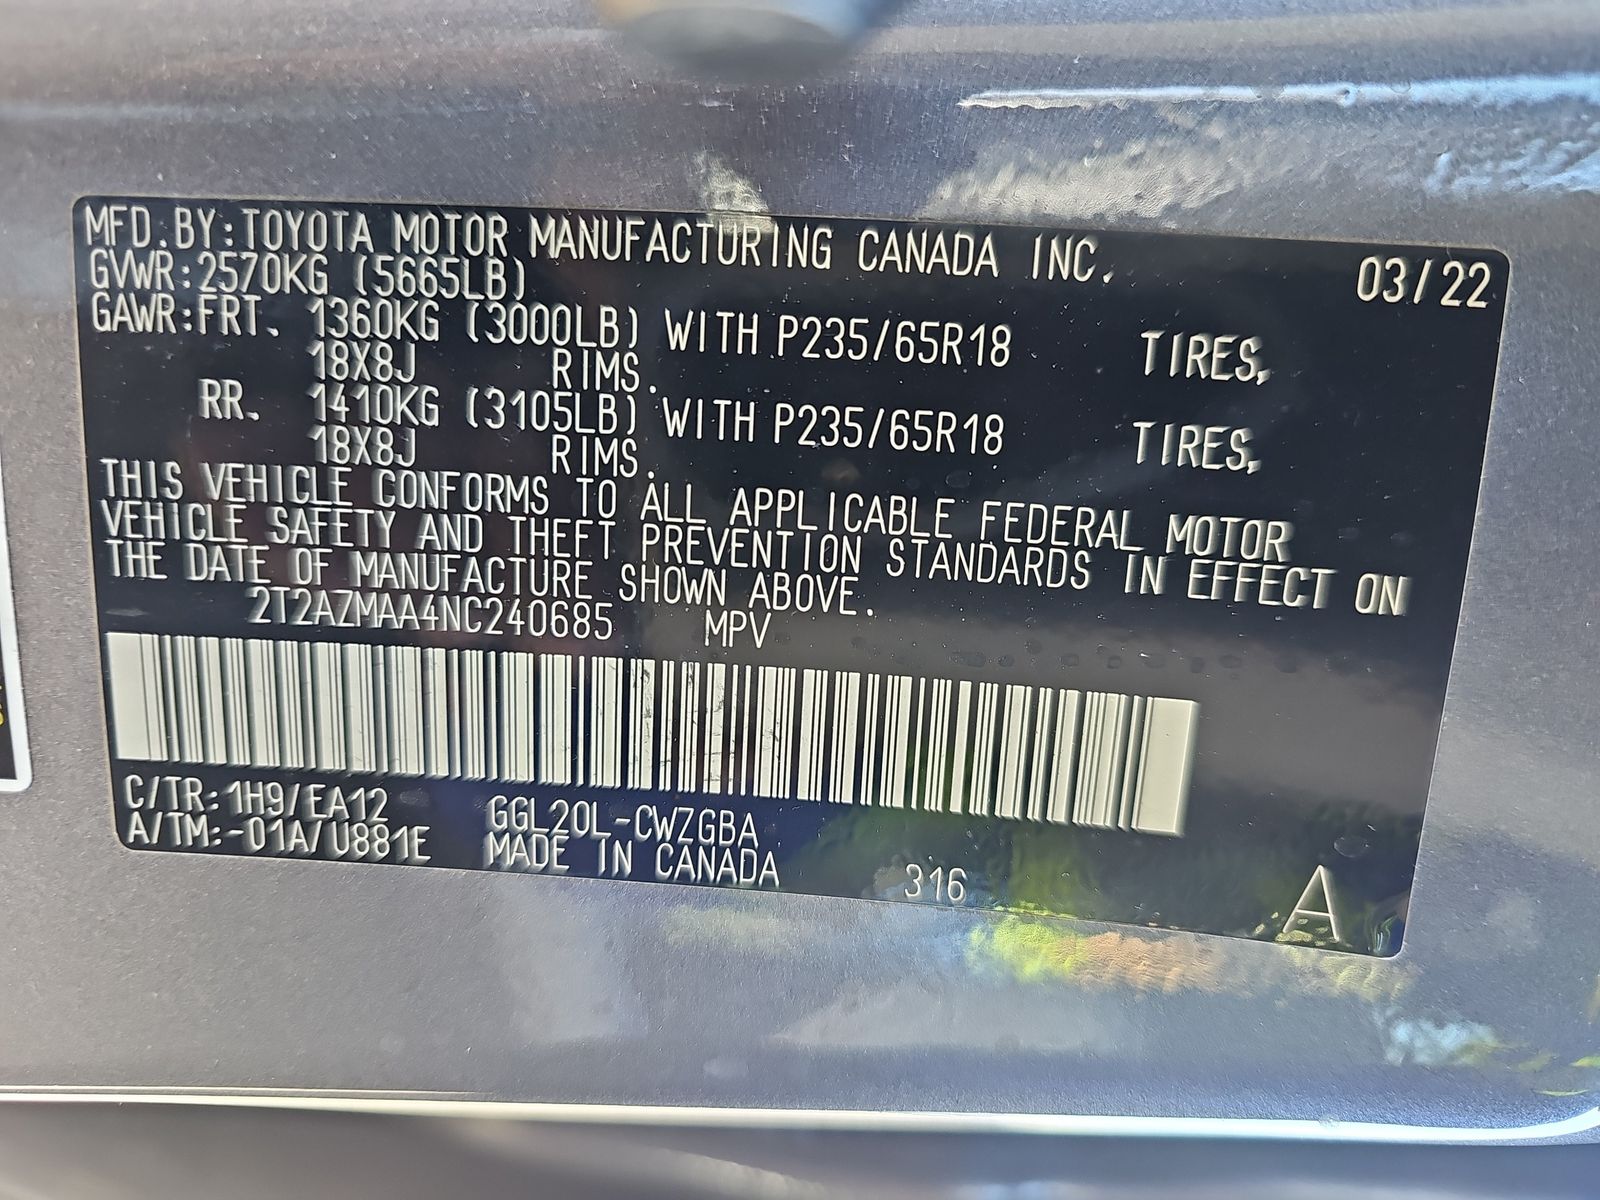 MFD.BY:TOYOTA MOTOR MANUFACTURING CANADA INC. 03/22
GVWR:2570KG (5665LB)
GAWR:FRT. 1360KG (3000LB) WITH P235/65R18 TIRES,
18X8J RIMS.
RR. 1410KG (3105LB) WITH P235/65R18 TIRES,
18X8J RIMS.
THIS VEHICLE CONFORMS TO ALL APPLICABLE FEDERAL MOTOR
VEHICLE SAFETY AND THEFT PREVENTION STANDARDS IN EFFECT ON
THE DATE OF MANUFACTURE SHOWN ABOVE.
2T2AZMAA4NC240685 MPV
C/TR:1H9/EA12 GGL20L-CWZGBA
A/TM:-01A/U881E MADE IN CANADA 316 A